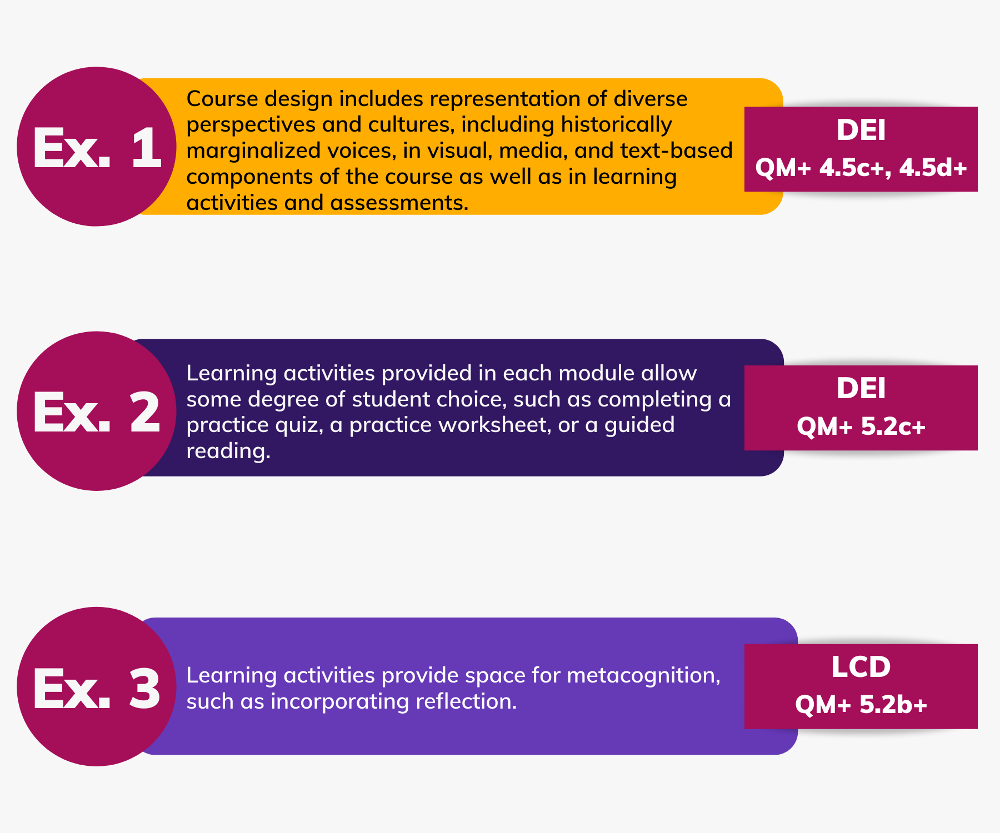 Ex. 1
Course design includes representation of diverse
perspectives and cultures, including historically
marginalized voices, in visual, media, and text-based
components of the course as well as in learning
activities and assessments.
DEI
QM+ 4.5c+, 4.5d+
Ex. 2
Learning activities provided in each module allow
some degree of student choice, such as completing a
practice quiz, a practice worksheet, or a guided
reading.
DEI
QM+ 5.2c+
Ex. 3
Learning activities provide space for metacognition,
such as incorporating reflection.
LCD
QM+ 5.2b+